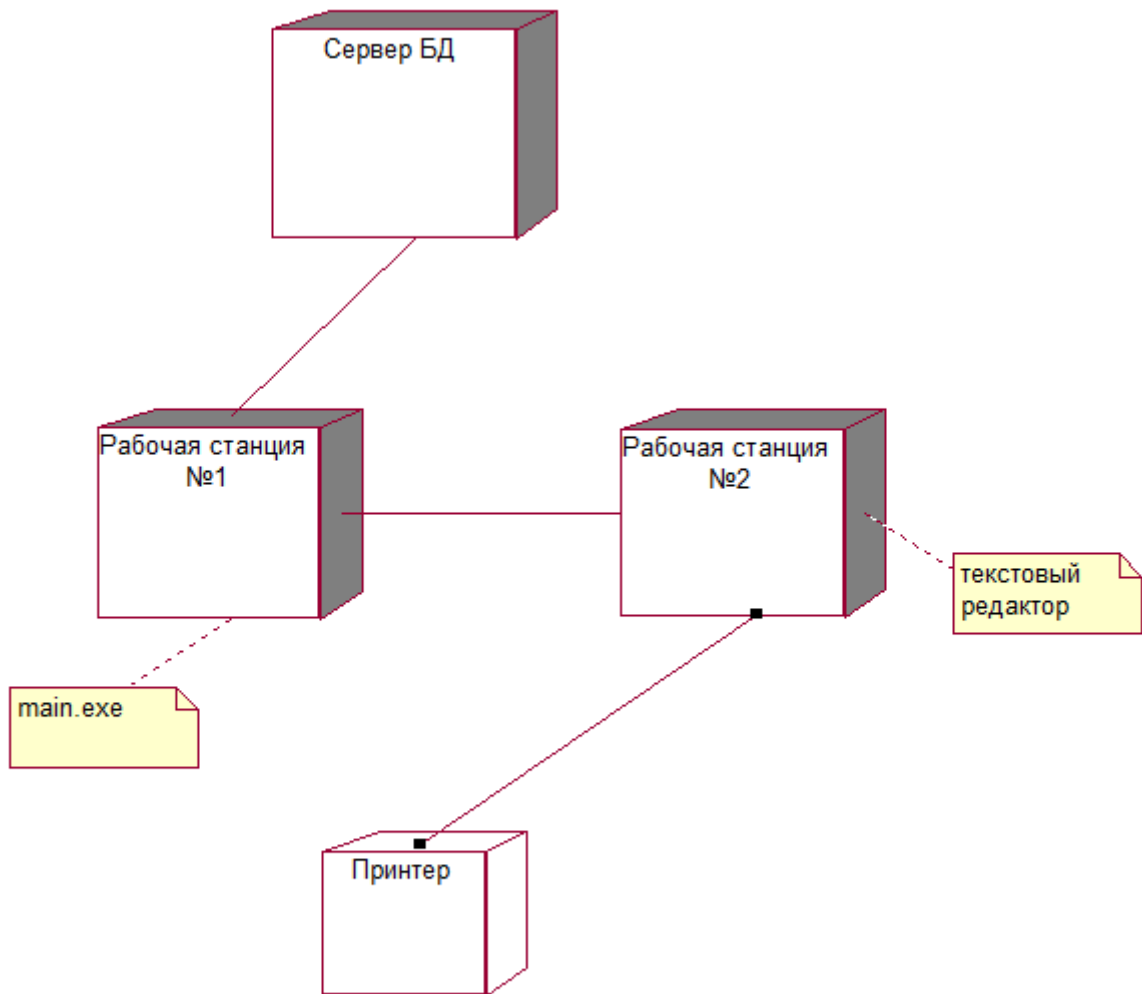 Сервер БД
Рабочая станция
№1
Рабочая станция
№2
текстовый
редактор
main.exe
Принтер